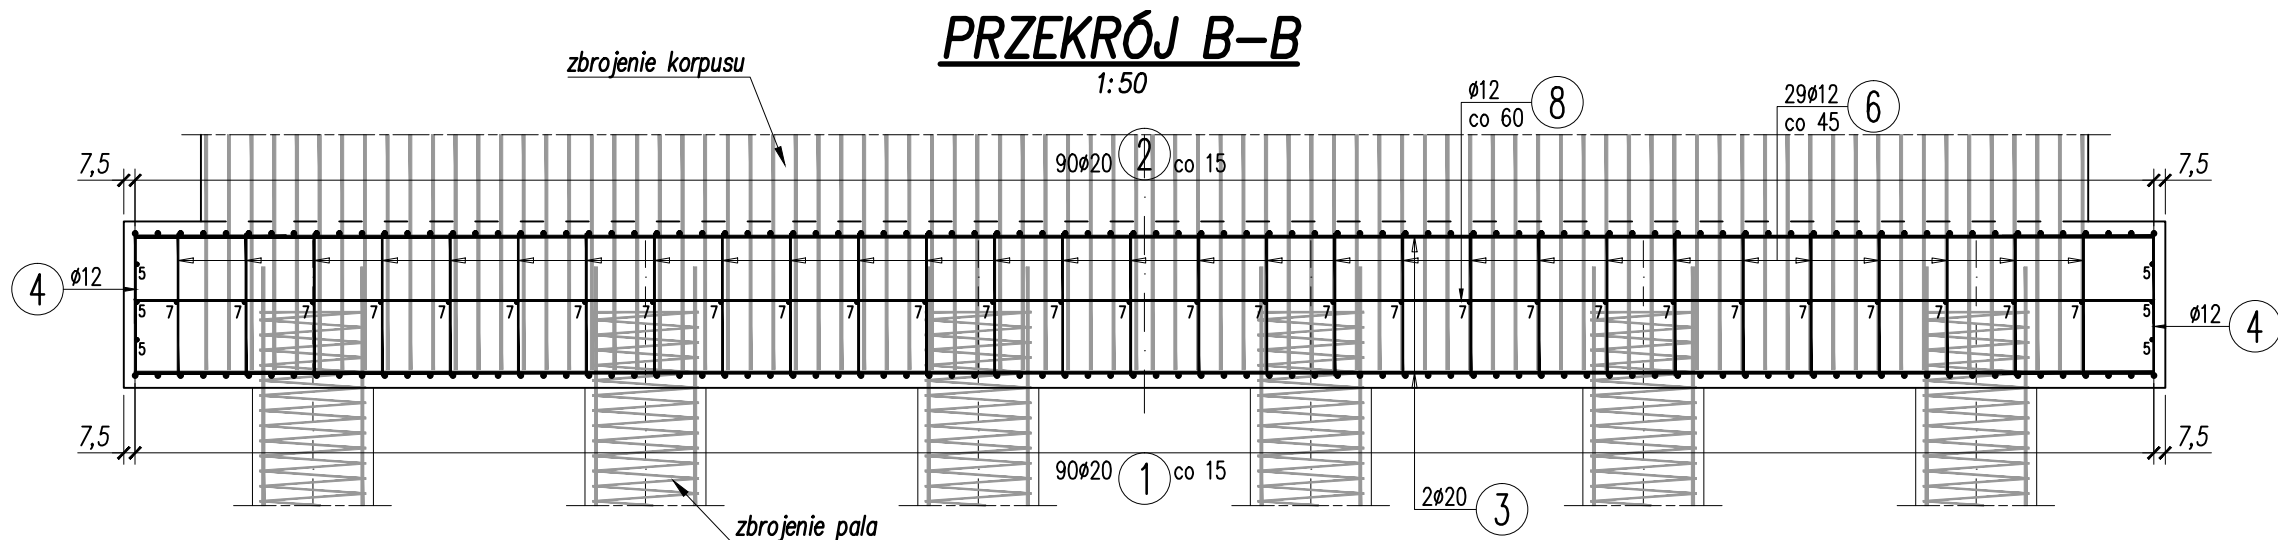 PRZEKRÓJ B-B
1:50
zbrojenie korpusu
ø12
co 60
8
29ø12
co 45
6
7,5
90ø20 2 co 15
7,5
5 5
4 ø12
5 7 7 7 7 7 7 7 7 7 7 7 7 7 7 7 7 7 7 7 7 7 7 7 7 7 7 7 7 7 5
ø12 4
5 5
7,5
90ø20 1 co 15
7,5
2ø20 3
zbrojenie pala